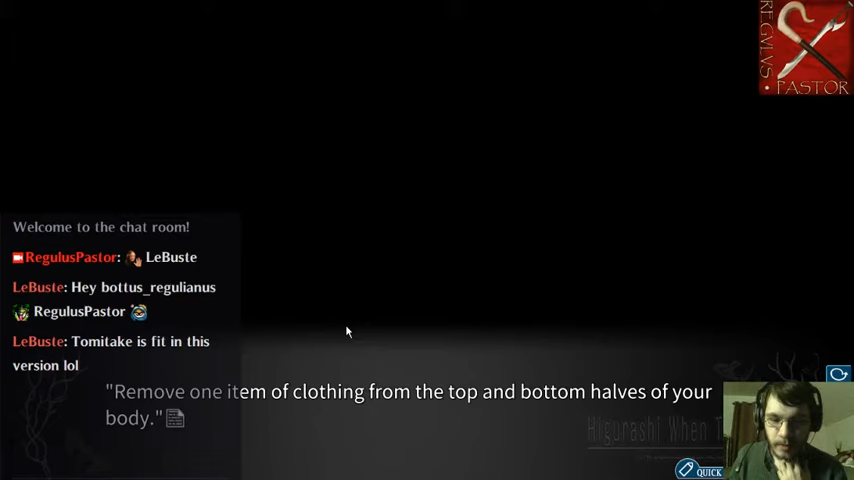 REGVLVS
• PASTOR
Welcome to the chat room!
RegulusPastor: LeBuste
LeBuste: Hey bottus_regulianus
RegulusPastor
LeBuste: Tomitake is fit in this
version lol
"Remove one item of clothing from the top and bottom halves of your
body."
Higurashi When T
QUICK